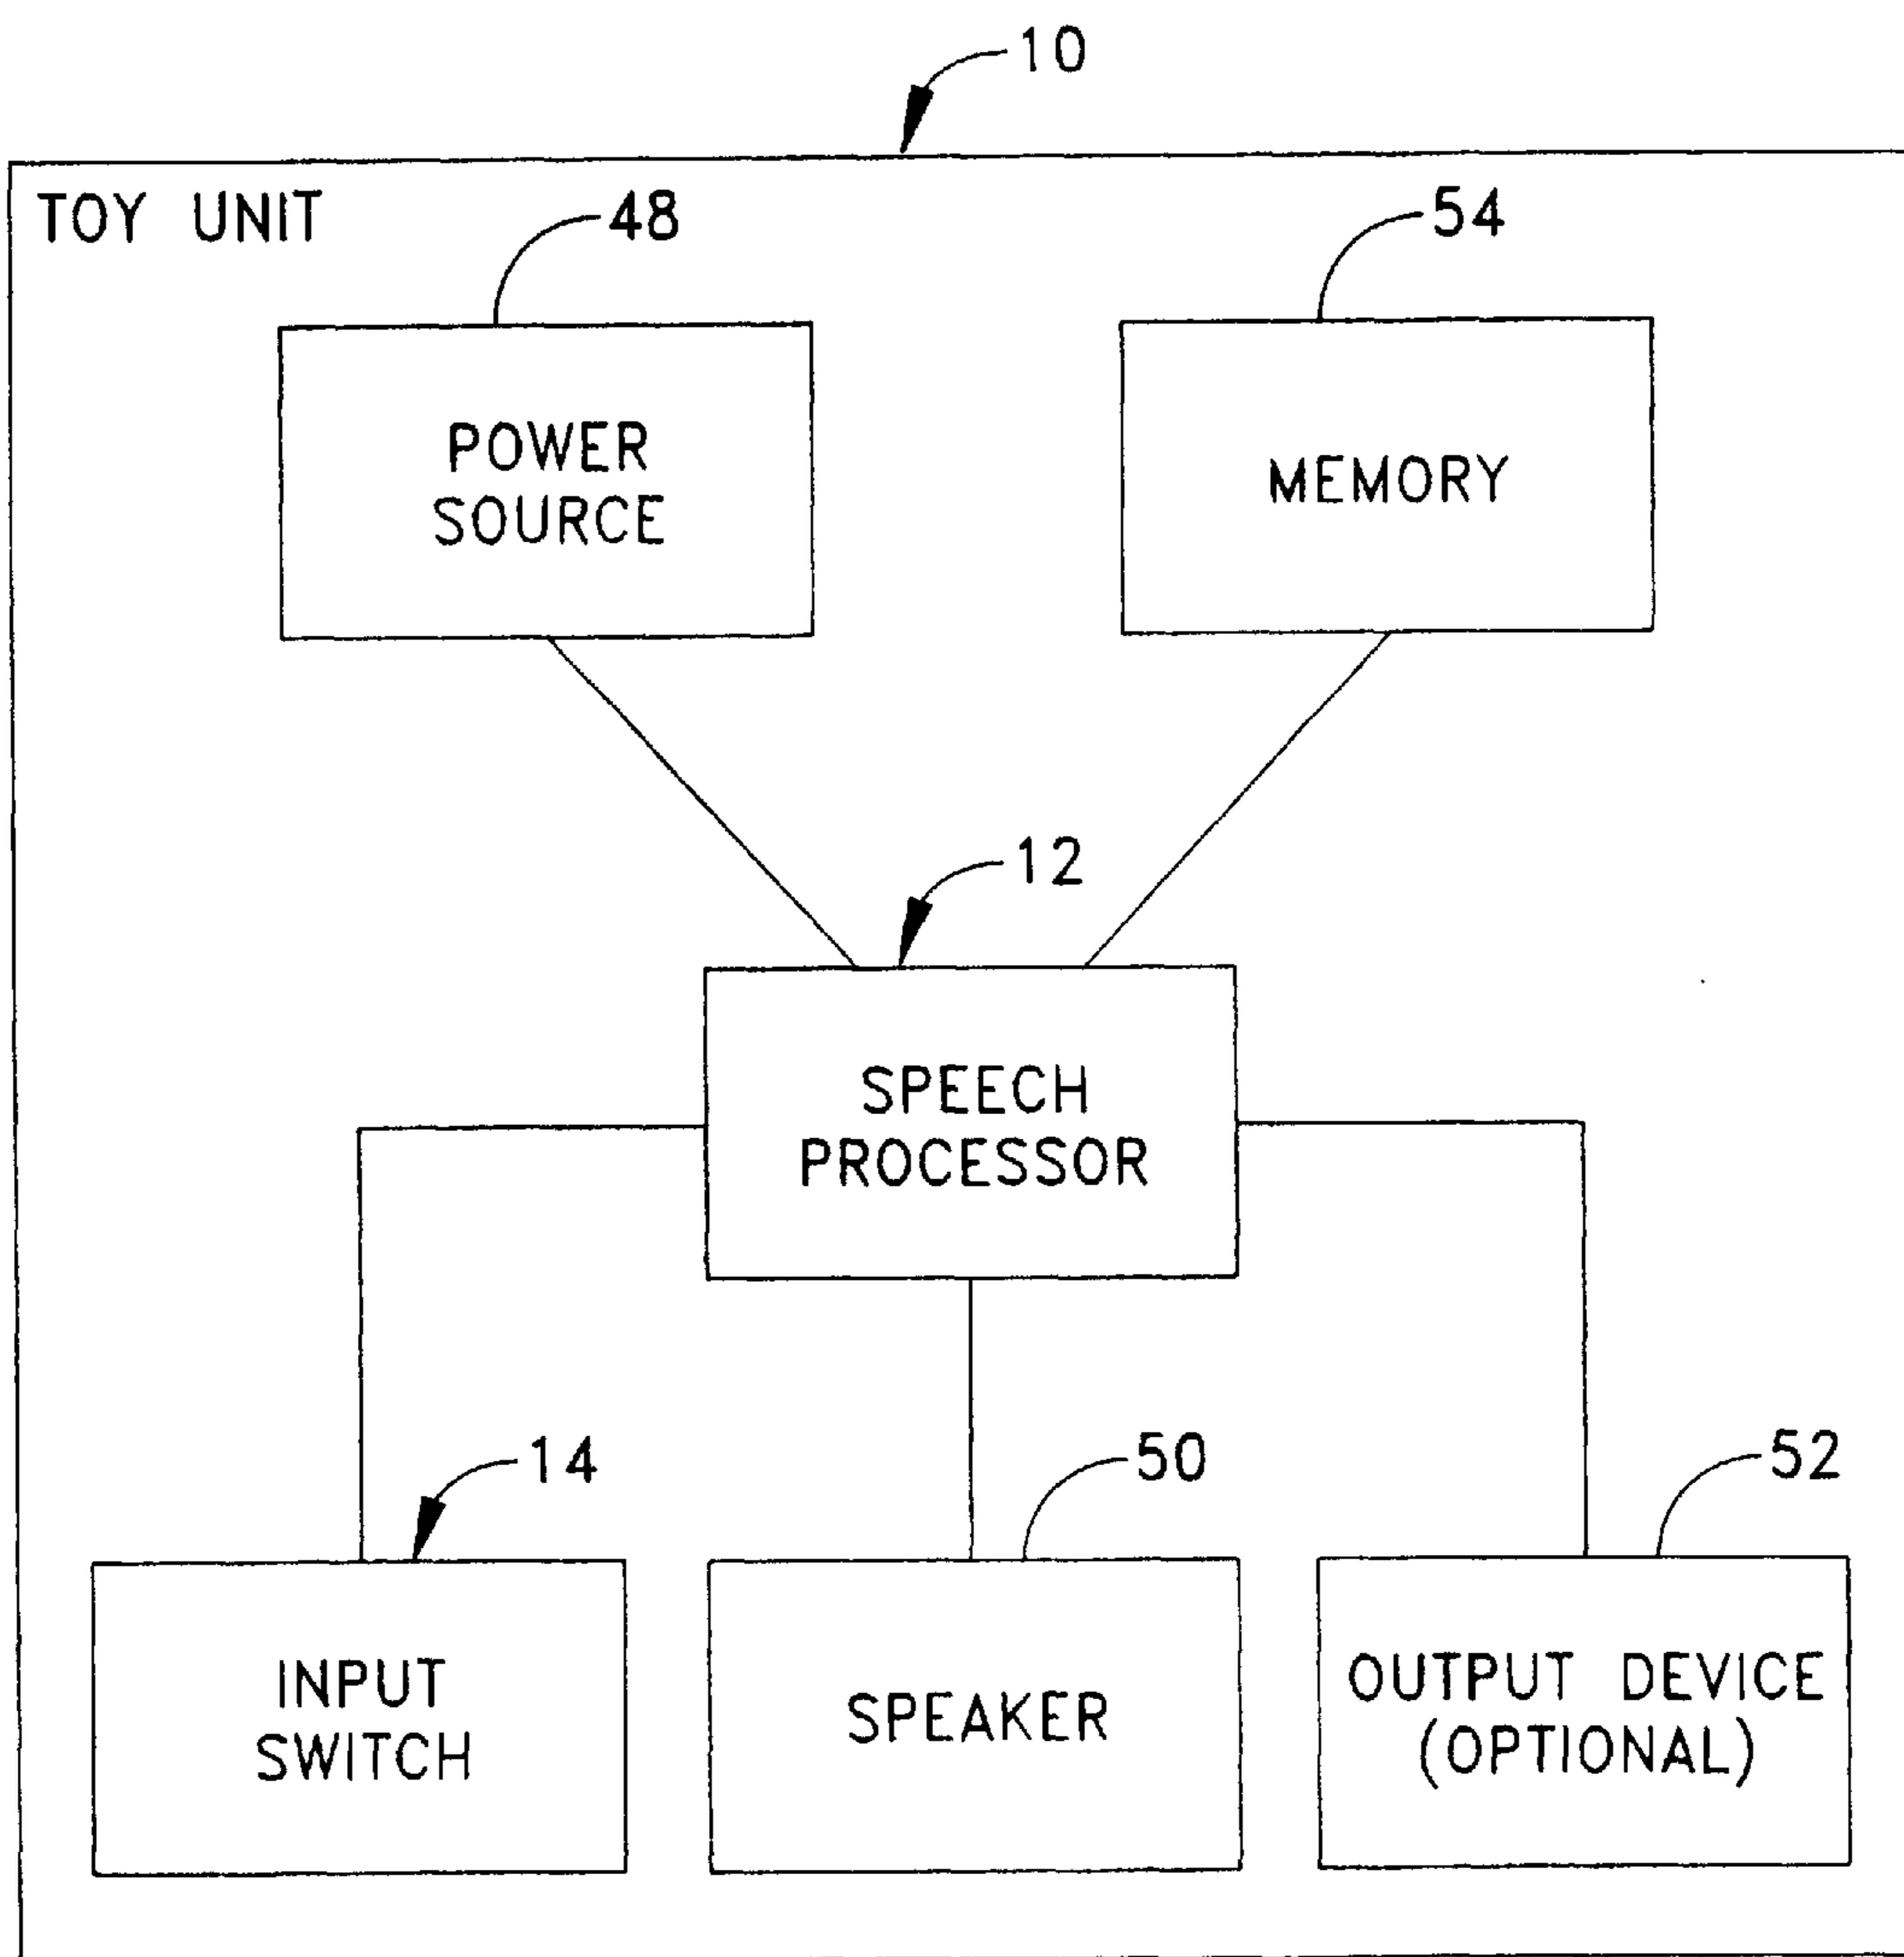 10
TOY UNIT
48
54
POWER
SOURCE
MEMORY
12
SPEECH
PROCESSOR
14
50
52
INPUT
SWITCH
SPEAKER
OUTPUT DEVICE
(OPTIONAL)